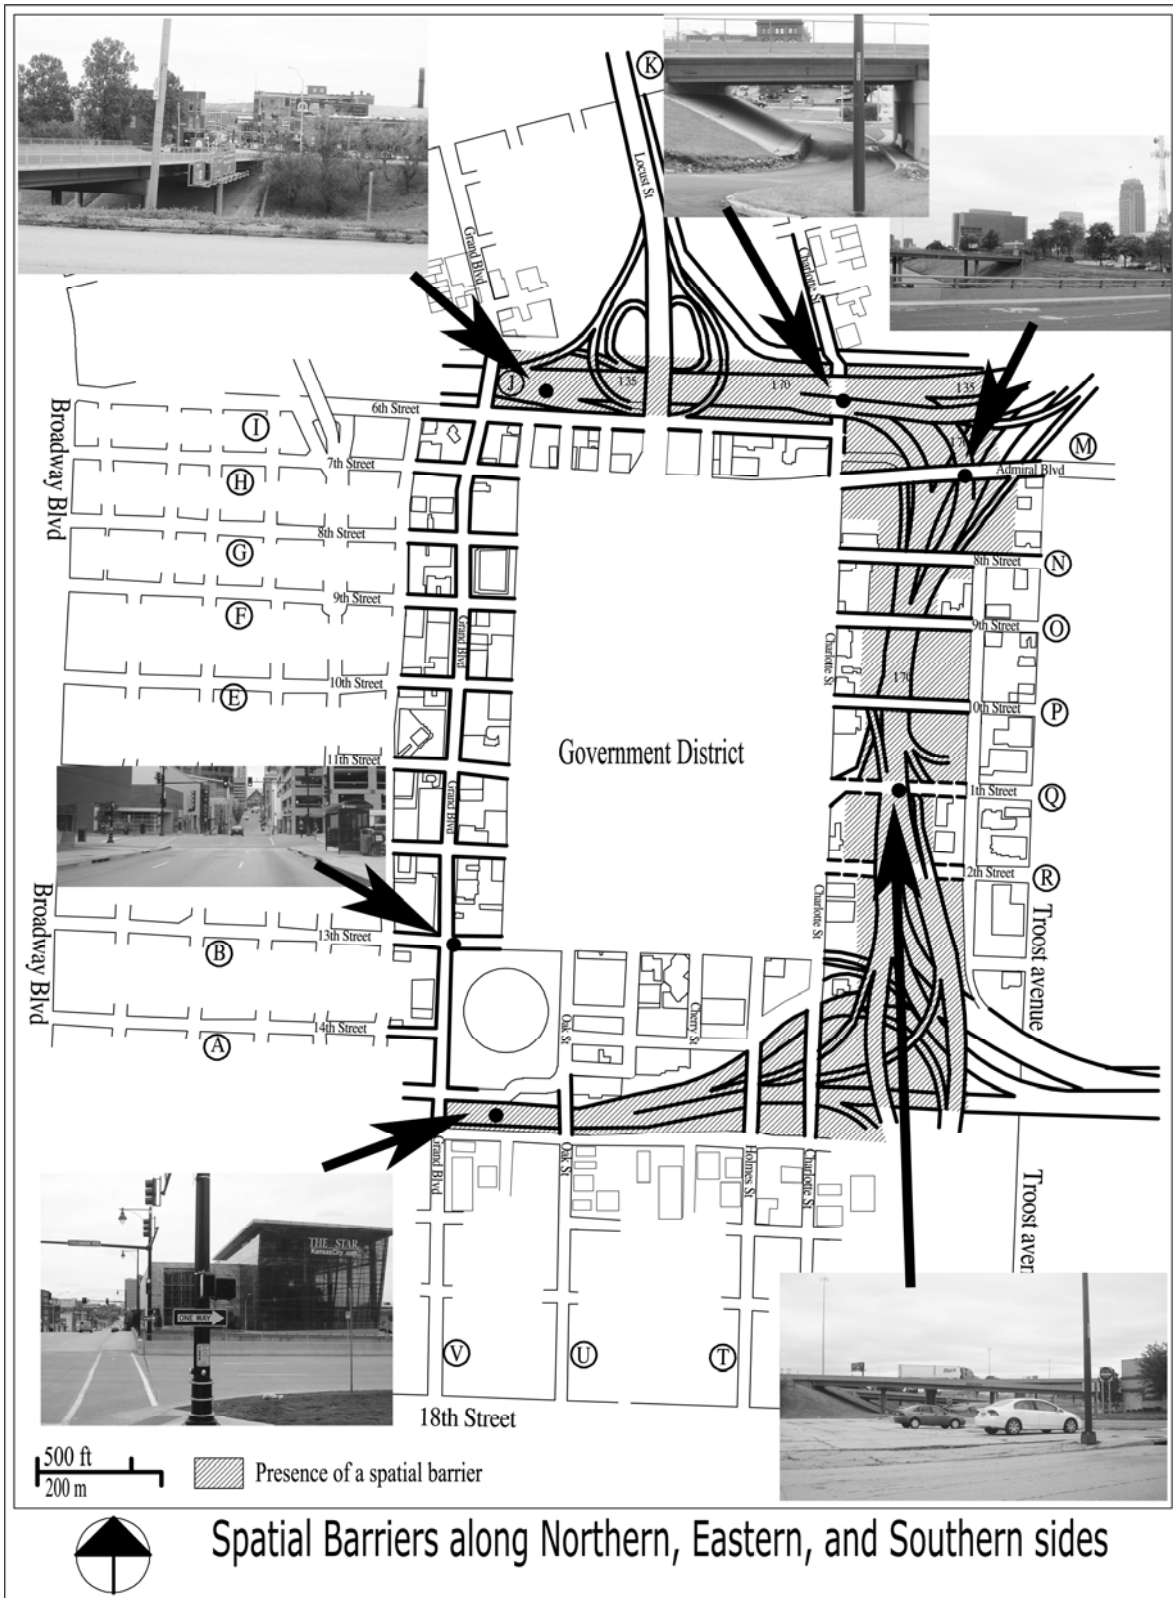 K
Locust St
Grand Blvd
Charlotte St
J
I 35
I 70
I 35
I 70
M
Admiral Blvd
6th Street
Broadway Blvd
I
7th Street
H
8th Street
G
9th Street
F
10th Street
E
11th Street
Grand Blvd
Grand Blvd
Government District
8th Street
N
9th Street
O
Charlotte St
I 70
0th Street
P
1th Street
Q
12th Street
R
Charlotte St
Troost avenue
Broadway Blvd
13th Street
B
14th Street
A
Oak St
Cherry St
Grand Blvd
Oak St
Holmes St
Charlotte St
Troost aven
THE STAR
KansasCity.com
ONE WAY
V
U
T
18th Street
500 ft
200 m
Presence of a spatial barrier
Spatial Barriers along Northern, Eastern, and Southern sides